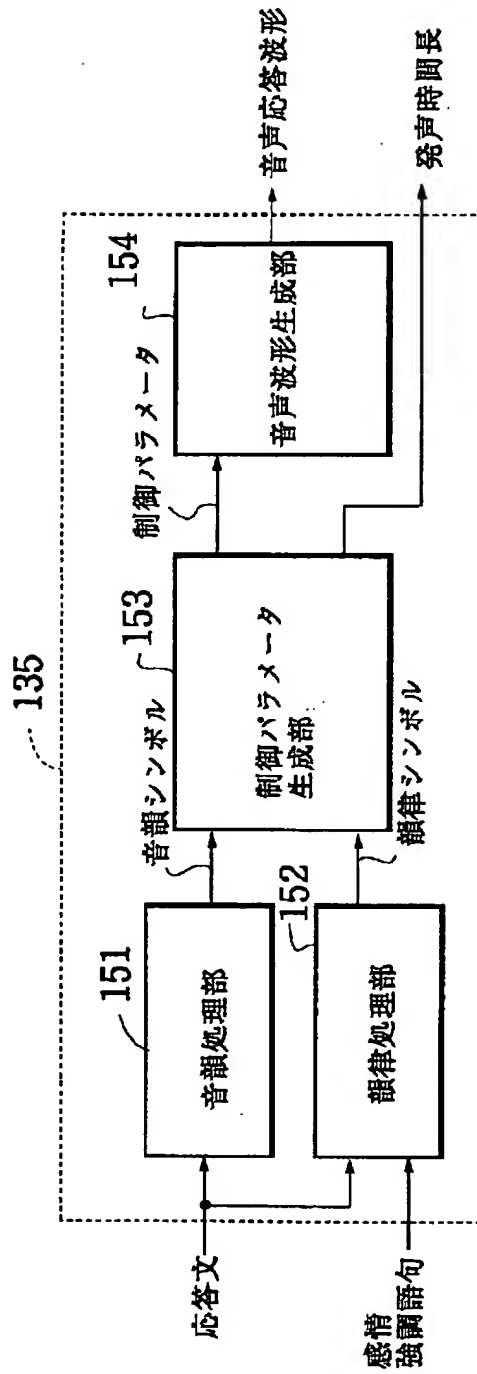 135
応答文
感情
強調語句
151
音韻処理部
152
韻律処理部
音韻シンボル
韻律シンボル
153
制御パラメータ
生成部
制御パラメータ
154
音声波形生成部
音声応答波形
発声時間長